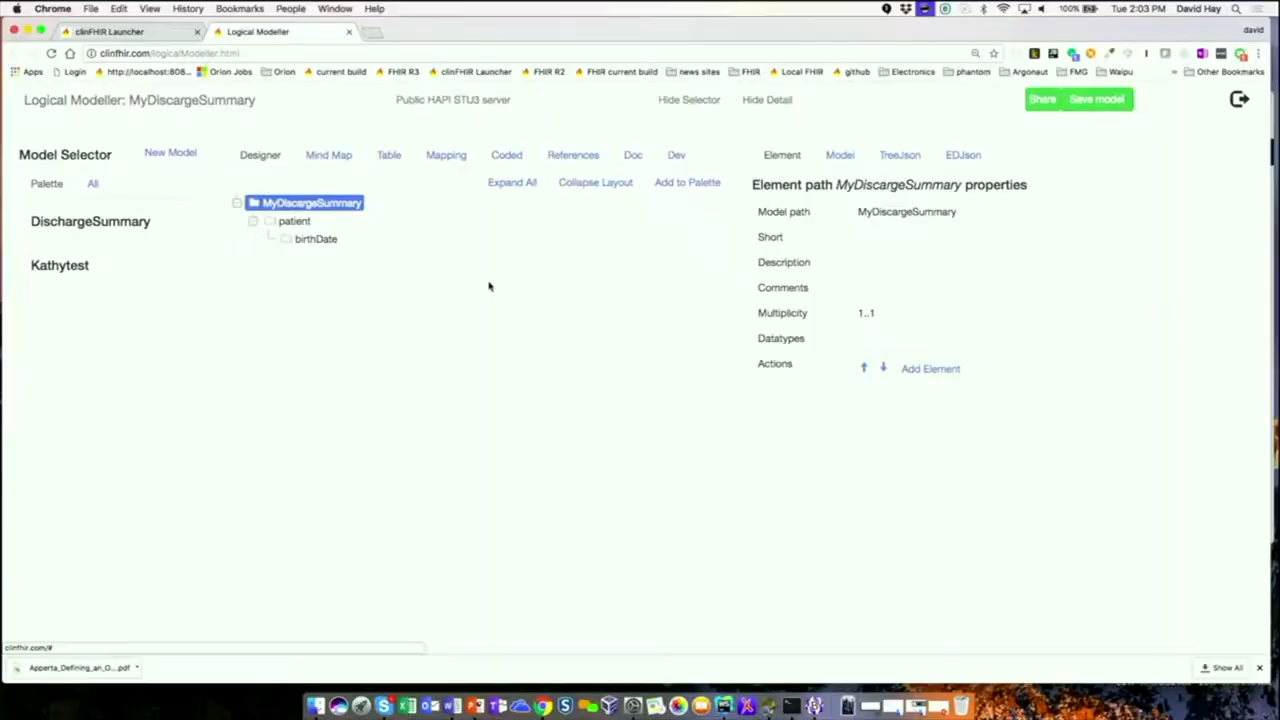 Chrome File Edit View History Bookmarks People Window Help 100% Tue 2:03 PM David Hay
clinFHIR Launcher Logical Modeller david
clinfhir.com/logicalModeller.html
Apps Login http://localhost:808... Orion Jobs Orion current build FHIR R3 clinFHIR Launcher FHIR R2 FHIR current build news sites FHIR Local FHIR github Electronics phantom Argonaut FMG Waipu » Other Bookmarks
Logical Modeller: MyDiscargeSummary Public HAPI STU3 server Hide Selector Hide Detail Share Save model
Model Selector New Model Designer Mind Map Table Mapping Coded References Doc Dev Element Model TreeJson EDJson
Palette All Expand All Collapse Layout Add to Palette Element path MyDiscargeSummary properties
MyDiscargeSummary Model path MyDiscargeSummary
DischargeSummary patient
birthDate Short
Kathytest Description
Comments
Multiplicity 1..1
Datatypes
Actions Add Element
clinfhir.com/#
Apperta_Defining_an_O....pdf Show All